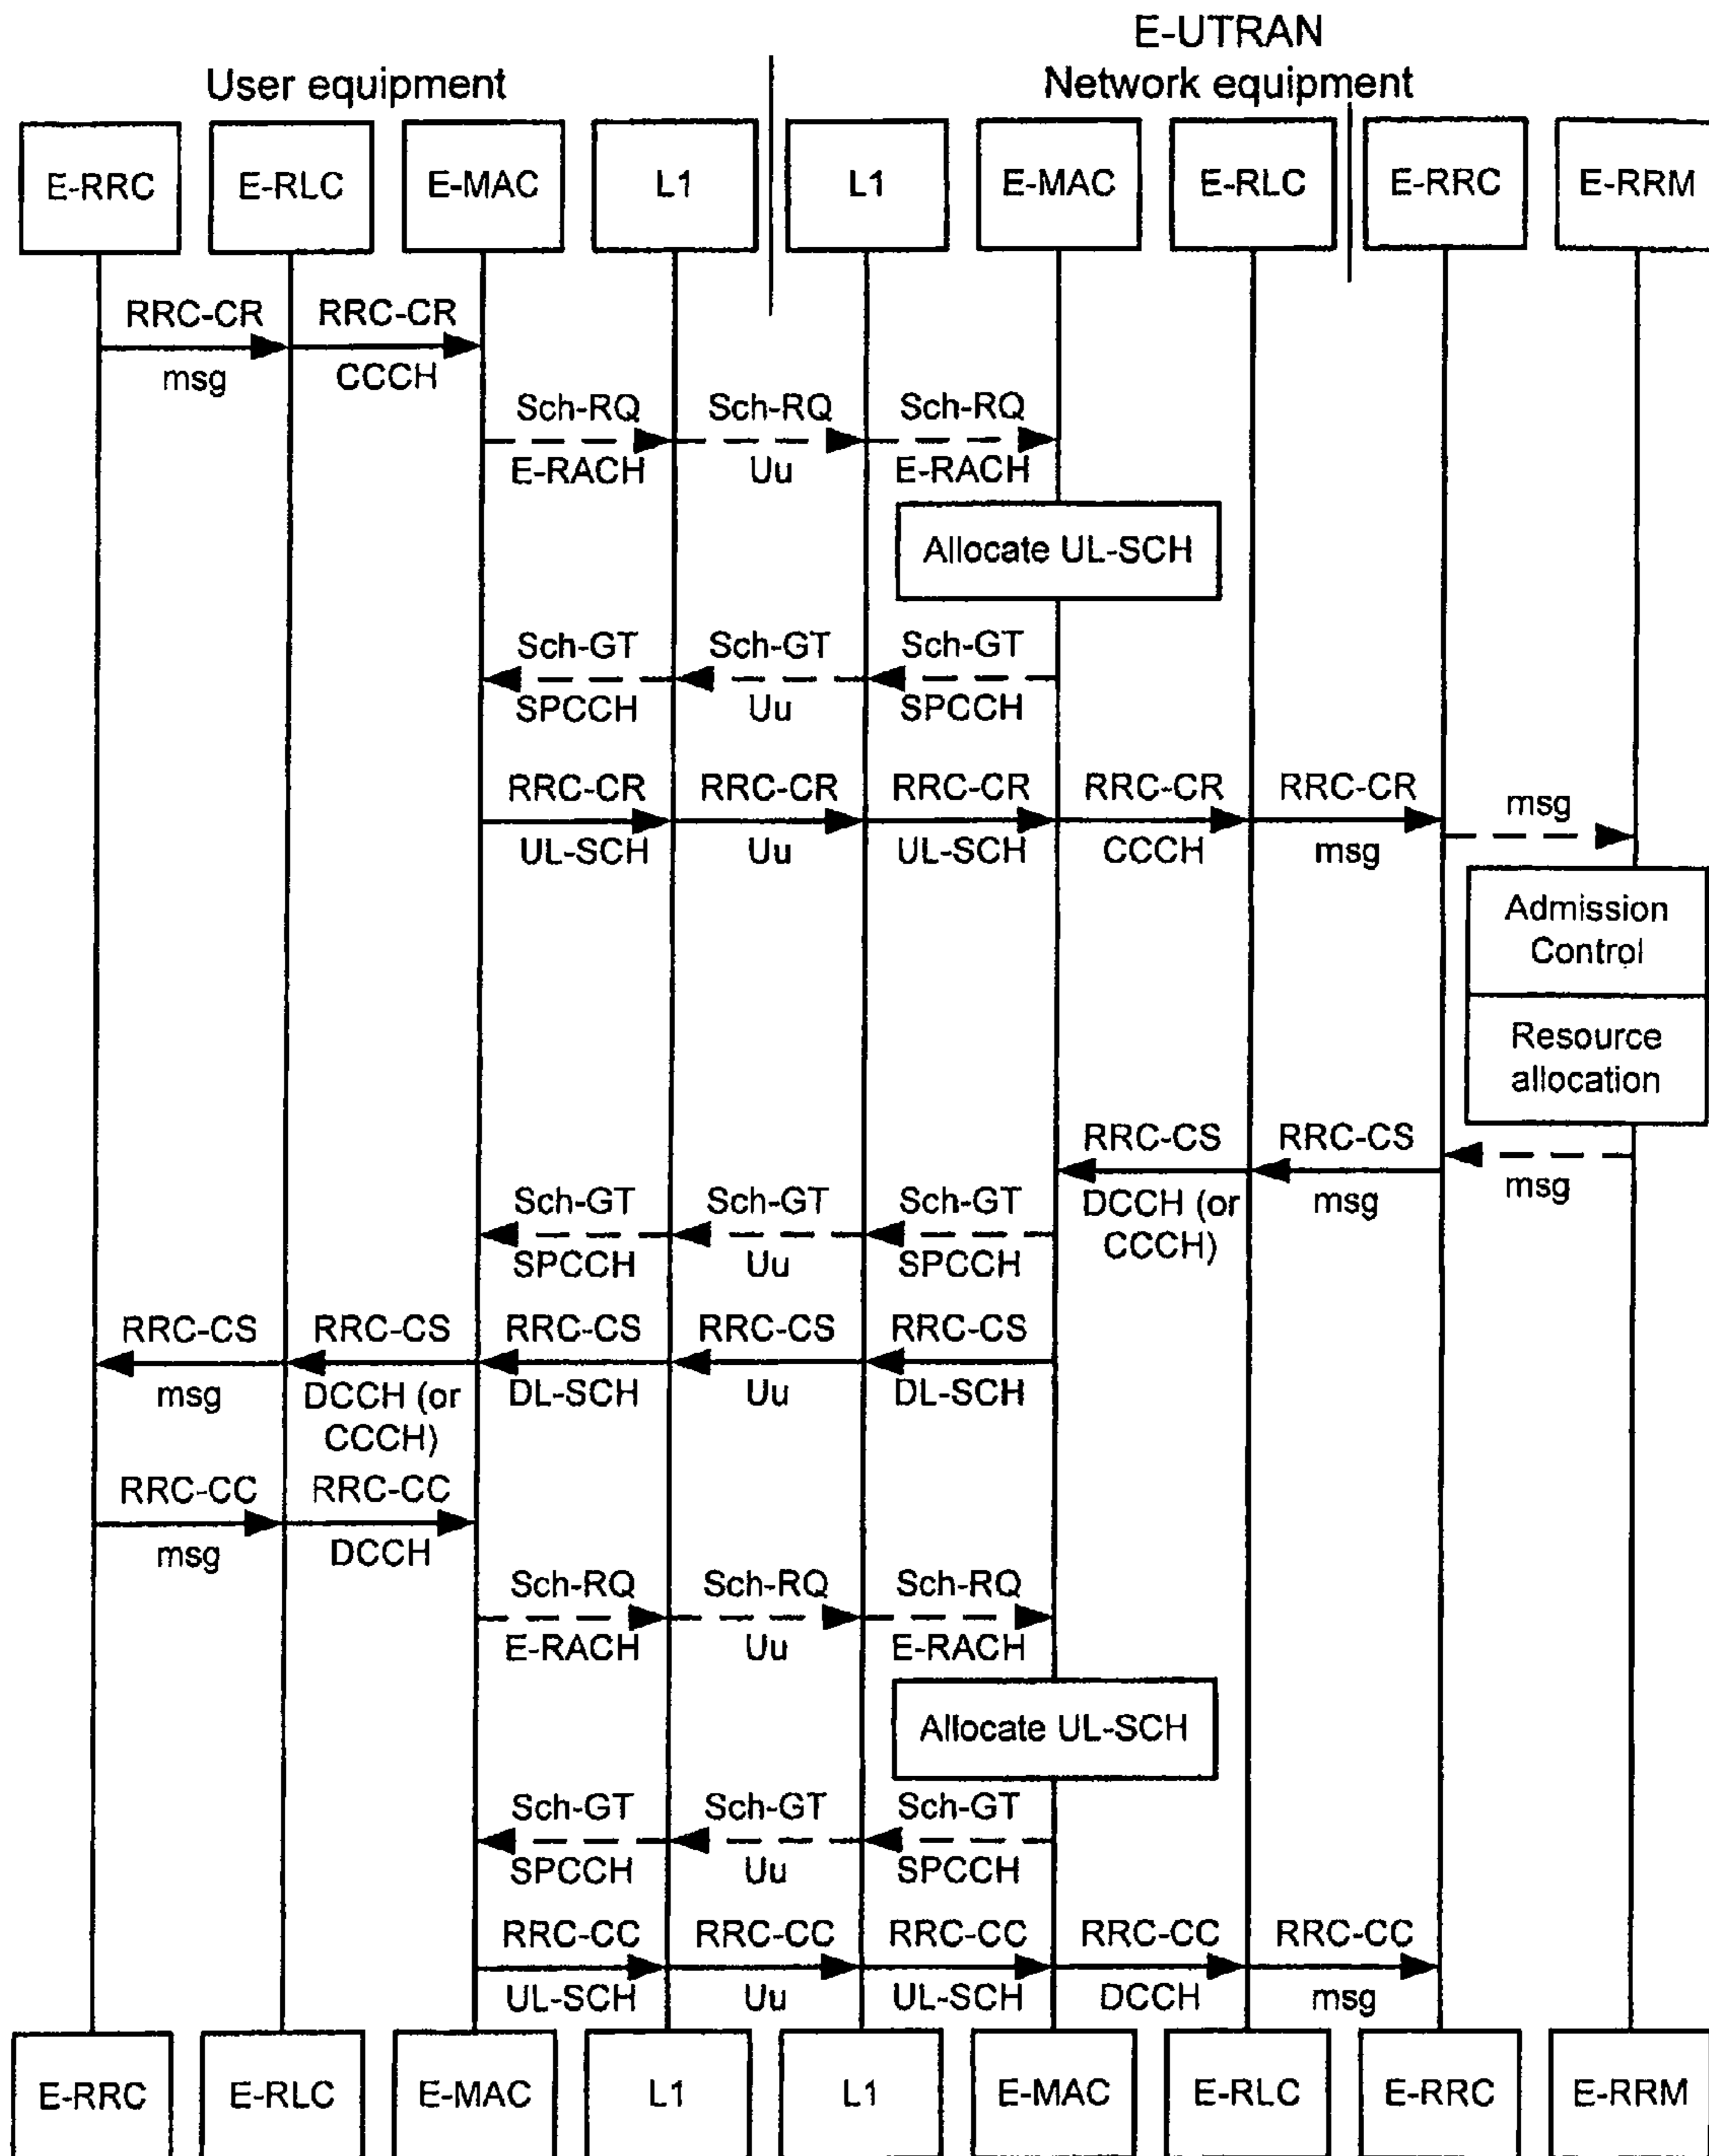 E-UTRAN
User equipment Network equipment
E-RRC E-RLC E-MAC L1 L1 E-MAC E-RLC E-RRC E-RRM
RRC-CR RRC-CR
msg CCCH
Sch-RQ Sch-RQ Sch-RQ
E-RACH Uu E-RACH
Allocate UL-SCH
Sch-GT Sch-GT Sch-GT
SPCCH Uu SPCCH
RRC-CR RRC-CR RRC-CR RRC-CR RRC-CR msg
UL-SCH Uu UL-SCH CCCH msg
Admission
Control
Resource
allocation
RRC-CS RRC-CS
DCCH (or msg msg
CCCH)
Sch-GT Sch-GT Sch-GT
SPCCH Uu SPCCH
RRC-CS RRC-CS RRC-CS RRC-CS RRC-CS
msg DCCH (or DL-SCH Uu DL-SCH
CCCH)
RRC-CC RRC-CC
msg DCCH
Sch-RQ Sch-RQ Sch-RQ
E-RACH Uu E-RACH
Allocate UL-SCH
Sch-GT Sch-GT Sch-GT
SPCCH Uu SPCCH
RRC-CC RRC-CC RRC-CC RRC-CC RRC-CC
UL-SCH Uu UL-SCH DCCH msg
E-RRC E-RLC E-MAC L1 L1 E-MAC E-RLC E-RRC E-RRM